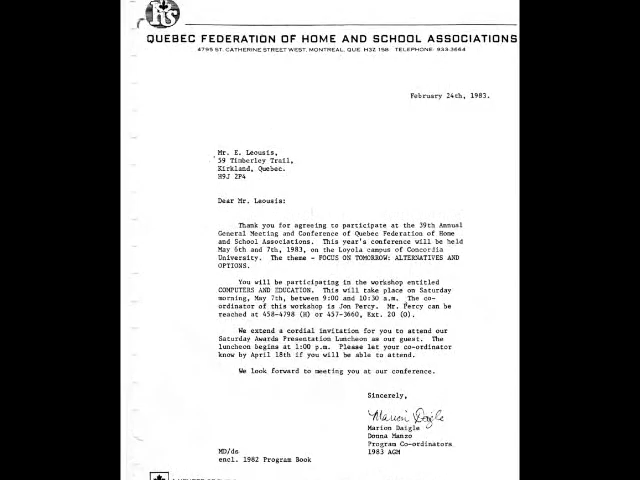 QUEBEC FEDERATION OF HOME AND SCHOOL ASSOCIATIONS
4795 ST. CATHERINE STREET WEST, MONTREAL, QUE. H3Z 1S8 TELEPHONE: 933-3664
February 24th, 1983.
Mr. E. Leousis,
59 Timberley Trail,
Kirkland, Quebec.
H9J 2P4
Dear Mr. Leousis:
Thank you for agreeing to participate at the 39th Annual
General Meeting and Conference of Quebec Federation of Home
and School Associations. This year's conference will be held
May 6th and 7th, 1983, on the Loyola campus of Concordia
University. The theme - FOCUS ON TOMORROW: ALTERNATIVES AND
OPTIONS.
You will be participating in the workshop entitled
COMPUTERS AND EDUCATION. This will take place on Saturday
morning, May 7th, between 9:00 and 10:30 a.m. The co-
ordinator of this workshop is Jon Percy. Mr. Percy can be
reached at 458-4798 (H) or 457-3660, Ext. 20 (O).
We extend a cordial invitation for you to attend our
Saturday Awards Presentation Luncheon as our guest. The
luncheon begins at 1:00 p.m. Please let your co-ordinator
know by April 18th if you will be able to attend.
We look forward to meeting you at our conference.
Sincerely,
Marion Daigle
Marion Daigle
Donna Manzo
Program Co-ordinators
1983 AGM
MD/ds
encl. 1982 Program Book